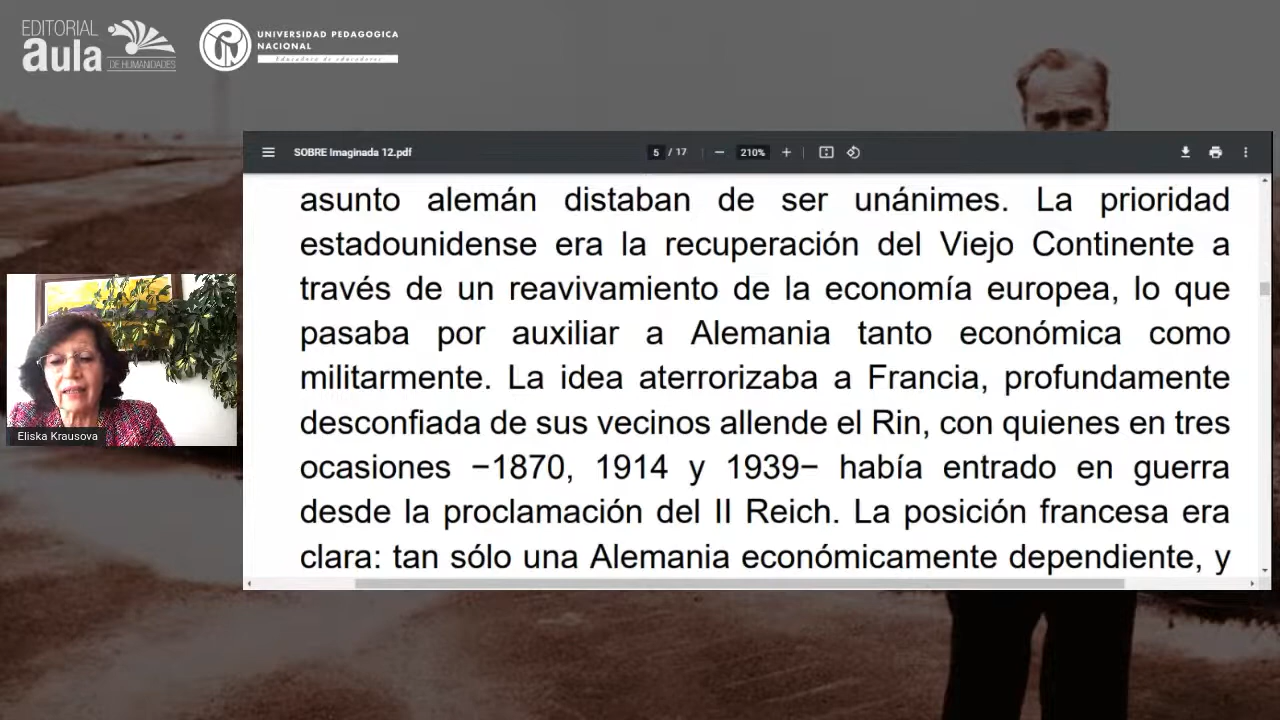 EDITORIAL
aula
DE HUMANIDADES
UNIVERSIDAD PEDAGOGICA
NACIONAL
Educadora de educadores
SOBRE Imaginada 12.pdf
5 / 17
210%
asunto alemán distaban de ser unánimes. La prioridad
estadounidense era la recuperación del Viejo Continente a
través de un reavivamiento de la economía europea, lo que
pasaba por auxiliar a Alemania tanto económica como
militarmente. La idea aterrorizaba a Francia, profundamente
desconfiada de sus vecinos allende el Rin, con quienes en tres
ocasiones −1870, 1914 y 1939− había entrado en guerra
desde la proclamación del II Reich. La posición francesa era
clara: tan sólo una Alemania económicamente dependiente, y
Eliska Krausova